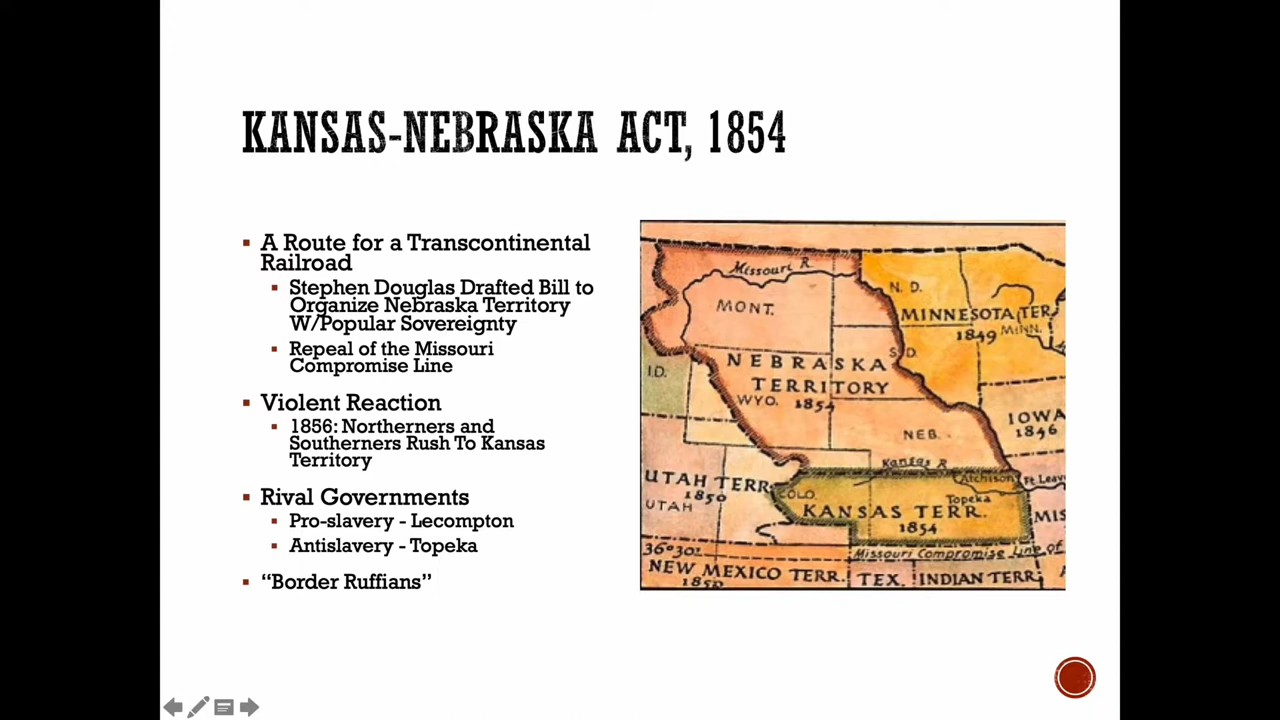 KANSAS-NEBRASKA ACT, 1854
A Route for a Transcontinental
Railroad
Stephen Douglas Drafted Bill to
Organize Nebraska Territory
W/Popular Sovereignty
Repeal of the Missouri
Compromise Line
Violent Reaction
1856: Northerners and
Southerners Rush To Kansas
Territory
Rival Governments
Pro-slavery - Lecompton
Antislavery - Topeka
“Border Ruffians”
Missouri R.
MONT.
N. D.
MINNESOTA TER.
1849 MINN.
S. D.
NEBRASKA
TERRITORY
1854
I.D.
WYO.
IOWA
1846
NEB.
Kansas R.
Atchison
Ft. Leav
UTAH TERR.
1850
UTAH
COLO.
Topeka
KANSAS TERR.
1854
MIS
36°30'
Missouri Compromise Line of
NEW MEXICO TERR.
1850
TEX.
INDIAN TERR.